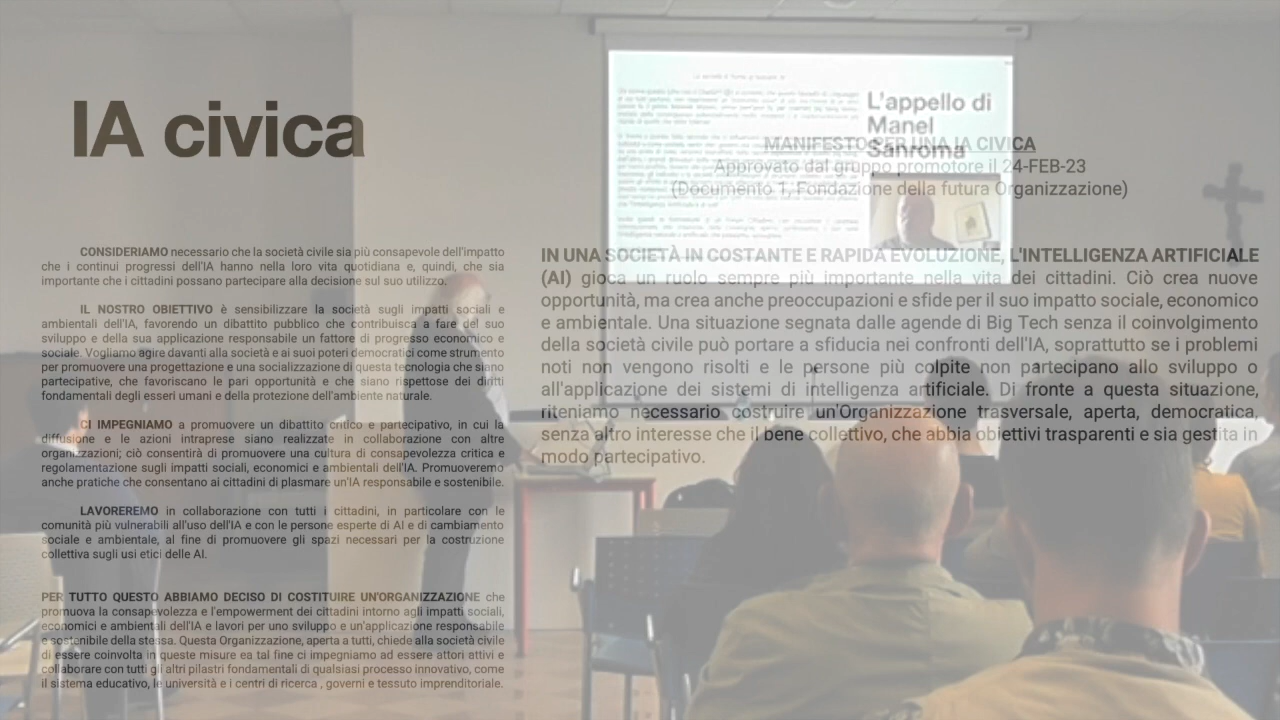 IA civica
CONSIDERIAMO necessario che la società civile sia più consapevole dell'impatto
che i continui progressi dell'IA hanno nella loro vita quotidiana e, quindi, che sia
importante che i cittadini possano partecipare alla decisione sul suo utilizzo.
IL NOSTRO OBIETTIVO è sensibilizzare la società sugli impatti sociali e
ambientali dell'IA, favorendo un dibattito pubblico che contribuisca a fare del suo
sviluppo e della sua applicazione responsabile un fattore di progresso economico e
sociale. Vogliamo agire davanti alla società e ai suoi poteri democratici come strumento
per promuovere una progettazione e una socializzazione di questa tecnologia che siano
partecipative, che favoriscano le pari opportunità e che siano rispettose dei diritti
fondamentali degli esseri umani e della protezione dell'ambiente naturale.
CI IMPEGNIAMO a promuovere un dibattito critico e partecipativo, in cui la
diffusione e le azioni intraprese siano realizzate in collaborazione con altre
organizzazioni; ciò consentirà di promuovere una cultura di consapevolezza critica e
regolamentazione sugli impatti sociali, economici e ambientali dell'IA. Promuoveremo
anche pratiche che consentano ai cittadini di plasmare un'IA responsabile e sostenibile.
LAVOREREMO in collaborazione con tutti i cittadini, in particolare con le
comunità più vulnerabili all'uso dell'IA e con le persone esperte di AI e di cambiamento
sociale e ambientale, al fine di promuovere gli spazi necessari per la costruzione
collettiva sugli usi etici delle AI.
PER TUTTO QUESTO ABBIAMO DECISO DI COSTITUIRE UN'ORGANIZZAZIONE che
promuova la consapevolezza e l'empowerment dei cittadini intorno agli impatti sociali,
economici e ambientali dell'IA e lavori per uno sviluppo e un'applicazione responsabile
e sostenibile della stessa. Questa Organizzazione, aperta a tutti, chiede alla società civile
di essere coinvolta in queste misure ea tal fine ci impegniamo ad essere attori attivi e
collaborare con tutti gli altri pilastri fondamentali di qualsiasi processo innovativo, come
il sistema educativo, le università e i centri di ricerca , governi e tessuto imprenditoriale.
L'appello di
Manel
Sanroma
MANIFESTO PER UNA IA CIVICA
Approvato dal gruppo promotore il 24-FEB-23
(Documento 1, Fondazione della futura Organizzazione)
IN UNA SOCIETÀ IN COSTANTE E RAPIDA EVOLUZIONE, L'INTELLIGENZA ARTIFICIALE
(AI) gioca un ruolo sempre più importante nella vita dei cittadini. Ciò crea nuove
opportunità, ma crea anche preoccupazioni e sfide per il suo impatto sociale, economico
e ambientale. Una situazione segnata dalle agende di Big Tech senza il coinvolgimento
della società civile può portare a sfiducia nei confronti dell'IA, soprattutto se i problemi
noti non vengono risolti e le persone più colpite non partecipano allo sviluppo o
all'applicazione dei sistemi di intelligenza artificiale. Di fronte a questa situazione,
riteniamo necessario costruire un'Organizzazione trasversale, aperta, democratica,
senza altro interesse che il bene collettivo, che abbia obiettivi trasparenti e sia gestita in
modo partecipativo.